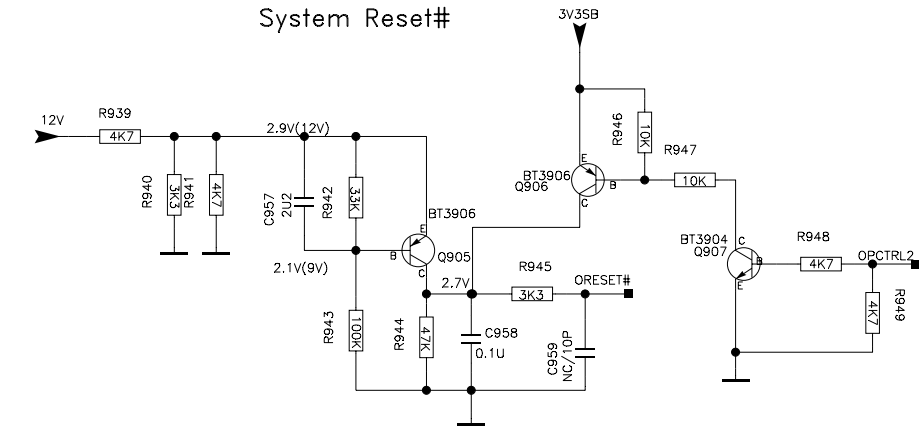 System Reset#
3V3SB
12V
R939
4K7
2.9V(12V)
R946
10K
R947
10K
R940
3K3
R941
4K7
C957
2U2
R942
33K
BT3906
Q906
E
B
C
BT3906
Q905
E
B
C
BT3904
Q907
C
B
E
R948
4K7
OPCTRL2
2.1V(9V)
2.7V
R945
3K3
ORESET#
R949
4K7
R943
100K
R944
47K
C958
0.1U
C959
NC/10P